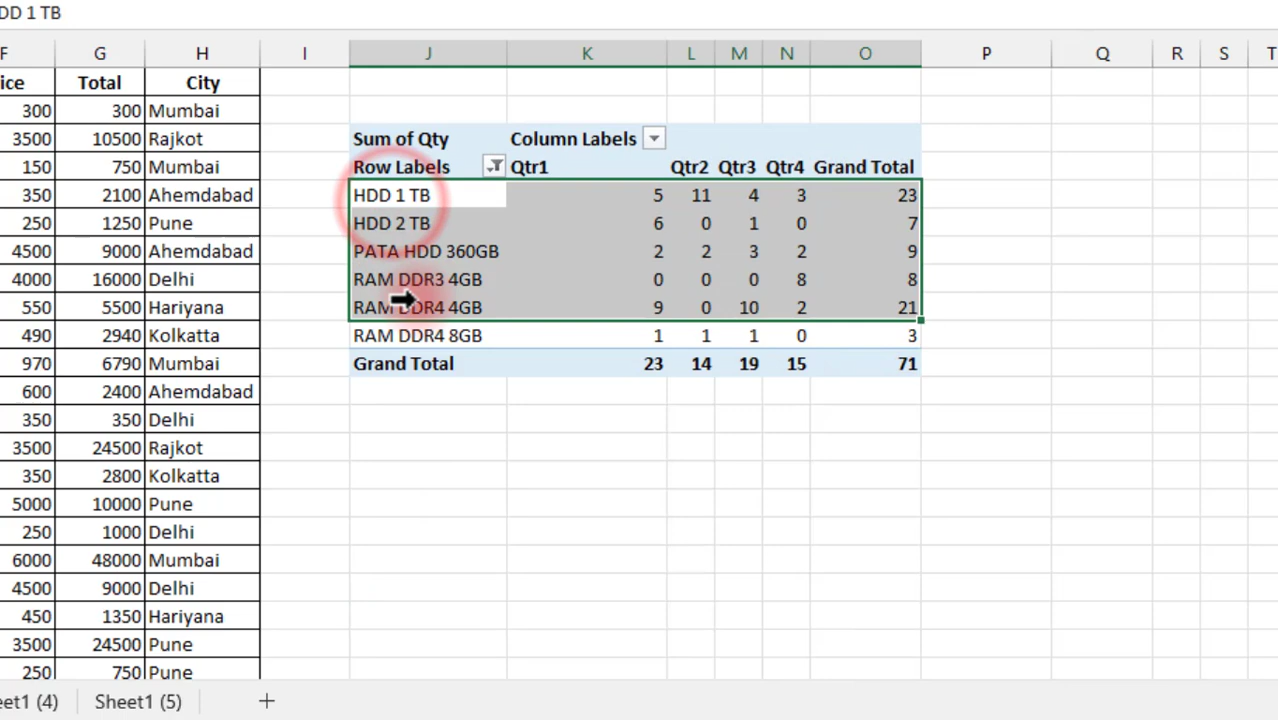 DD 1 TB
F G H I J K L M N O P Q R S T
ice Total City
300 300 Mumbai
3500 10500 Rajkot Sum of Qty Column Labels
150 750 Mumbai Row Labels Qtr1 Qtr2 Qtr3 Qtr4 Grand Total
350 2100 Ahemdabad HDD 1 TB 5 11 4 3 23
250 1250 Pune HDD 2 TB 6 0 1 0 7
4500 9000 Ahemdabad PATA HDD 360GB 2 2 3 2 9
4000 16000 Delhi RAM DDR3 4GB 0 0 0 8 8
550 5500 Hariyana RAM DDR4 4GB 9 0 10 2 21
490 2940 Kolkatta RAM DDR4 8GB 1 1 1 0 3
970 6790 Mumbai Grand Total 23 14 19 15 71
600 2400 Ahemdabad
350 350 Delhi
3500 24500 Rajkot
350 2800 Kolkatta
5000 10000 Pune
250 1000 Delhi
6000 48000 Mumbai
4500 9000 Delhi
450 1350 Hariyana
3500 24500 Pune
250 750 Pune
eet1 (4) Sheet1 (5) +